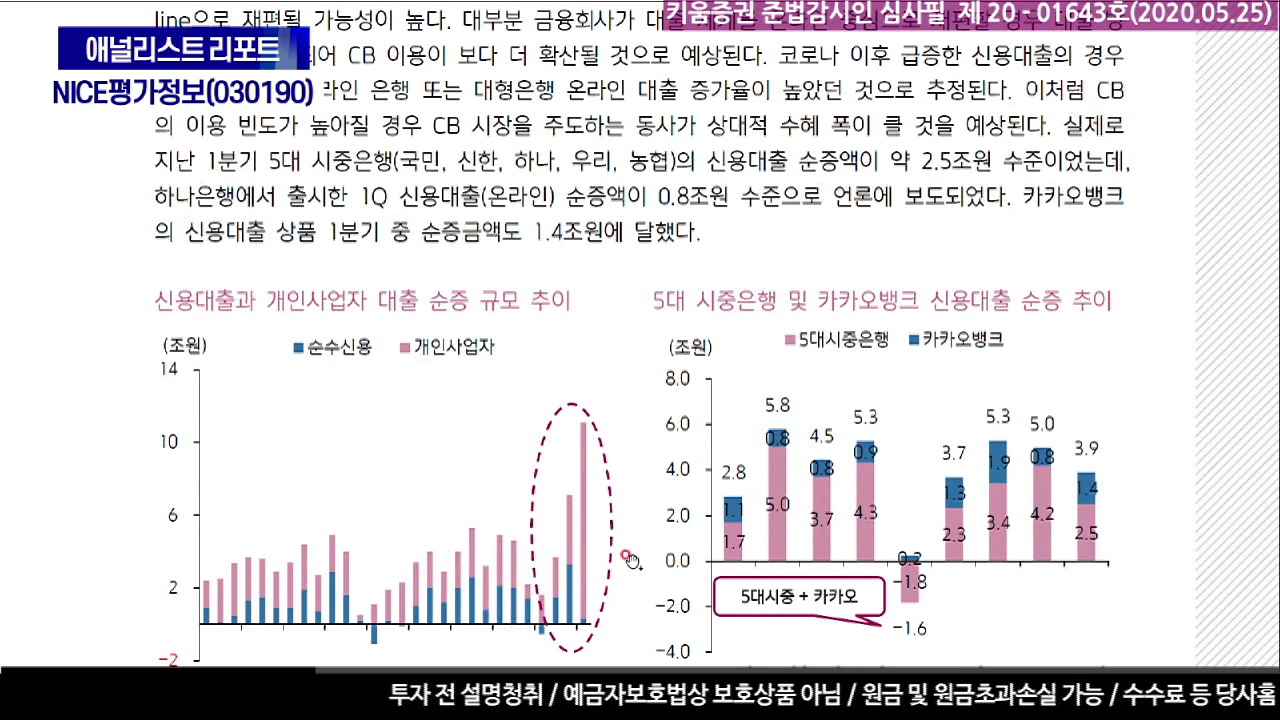 키움증권 준법감시인 심사필 제 20 - 01643호(2020.05.25)
line으로 재편될 가능성이 높다. 대부분 금융회사가
애널리스트 리포트
되어 CB 이용이 보다 더 확산될 것으로 예상된다. 코로나 이후 급증한 신용대출의 경우
NICE평가정보(030190)
라인 은행 또는 대형은행 온라인 대출 증가율이 높았던 것으로 추정된다. 이처럼 CB
의 이용 빈도가 높아질 경우 CB 시장을 주도하는 동사가 상대적 수혜 폭이 클 것을 예상된다. 실제로
지난 1분기 5대 시중은행(국민, 신한, 하나, 우리, 농협)의 신용대출 순증액이 약 2.5조원 수준이었는데,
하나은행에서 출시한 1Q 신용대출(온라인) 순증액이 0.8조원 수준으로 언론에 보도되었다. 카카오뱅크
의 신용대출 상품 1분기 중 순증금액도 1.4조원에 달했다.
신용대출과 개인사업자 대출 순증 규모 추이
(조원)
순수신용 개인사업자
14
10
6
2
-2
5대 시중은행 및 카카오뱅크 신용대출 순증 추이
(조원)
5대시중은행 카카오뱅크
8.0
6.0
4.0
2.0
0.0
-2.0
-4.0
2.8 5.8 4.5 5.3 -1.6 3.7 5.3 5.0 3.9
1.1 0.8 0.8 0.9 0.2 1.3 1.9 0.8 1.4
1.7 5.0 3.7 4.3 -1.8 2.3 3.4 4.2 2.5
5대시중 + 카카오
투자 전 설명청취 / 예금자보호법상 보호상품 아님 / 원금 및 원금초과손실 가능 / 수수료 등 당사홈